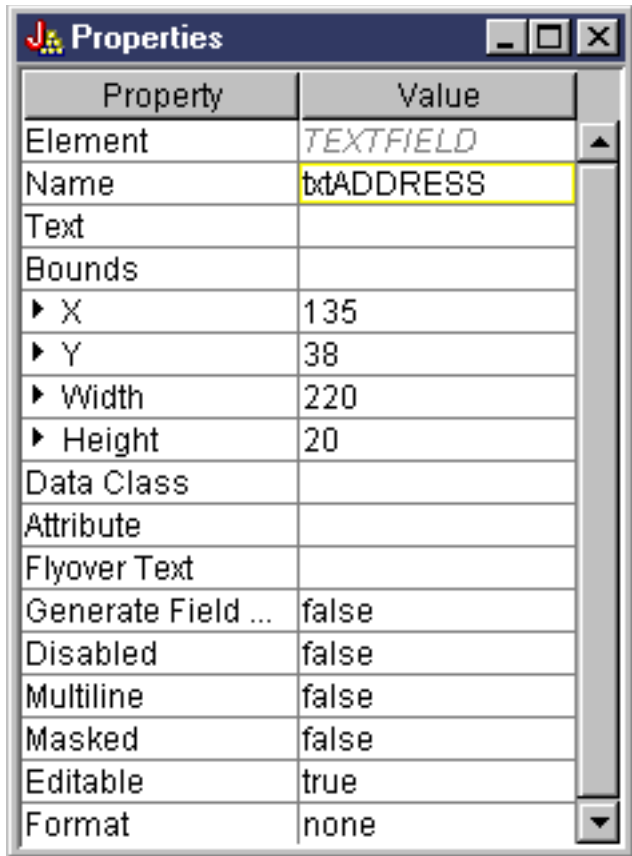 Properties
Property Value
Element TEXTFIELD
Name txtADDRESS
Text
Bounds
X 135
Y 38
Width 220
Height 20
Data Class
Attribute
Flyover Text
Generate Field ... false
Disabled false
Multiline false
Masked false
Editable true
Format none